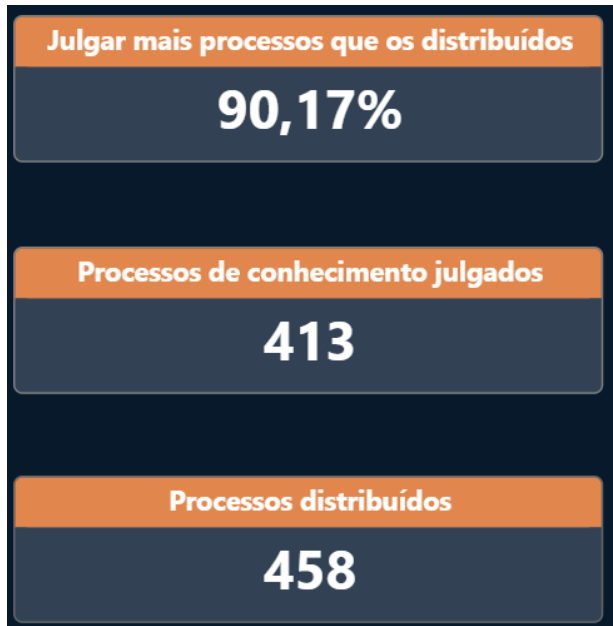 Julgar mais processos que os distribuídos
90,17%
Processos de conhecimento julgados
413
Processos distribuídos
458